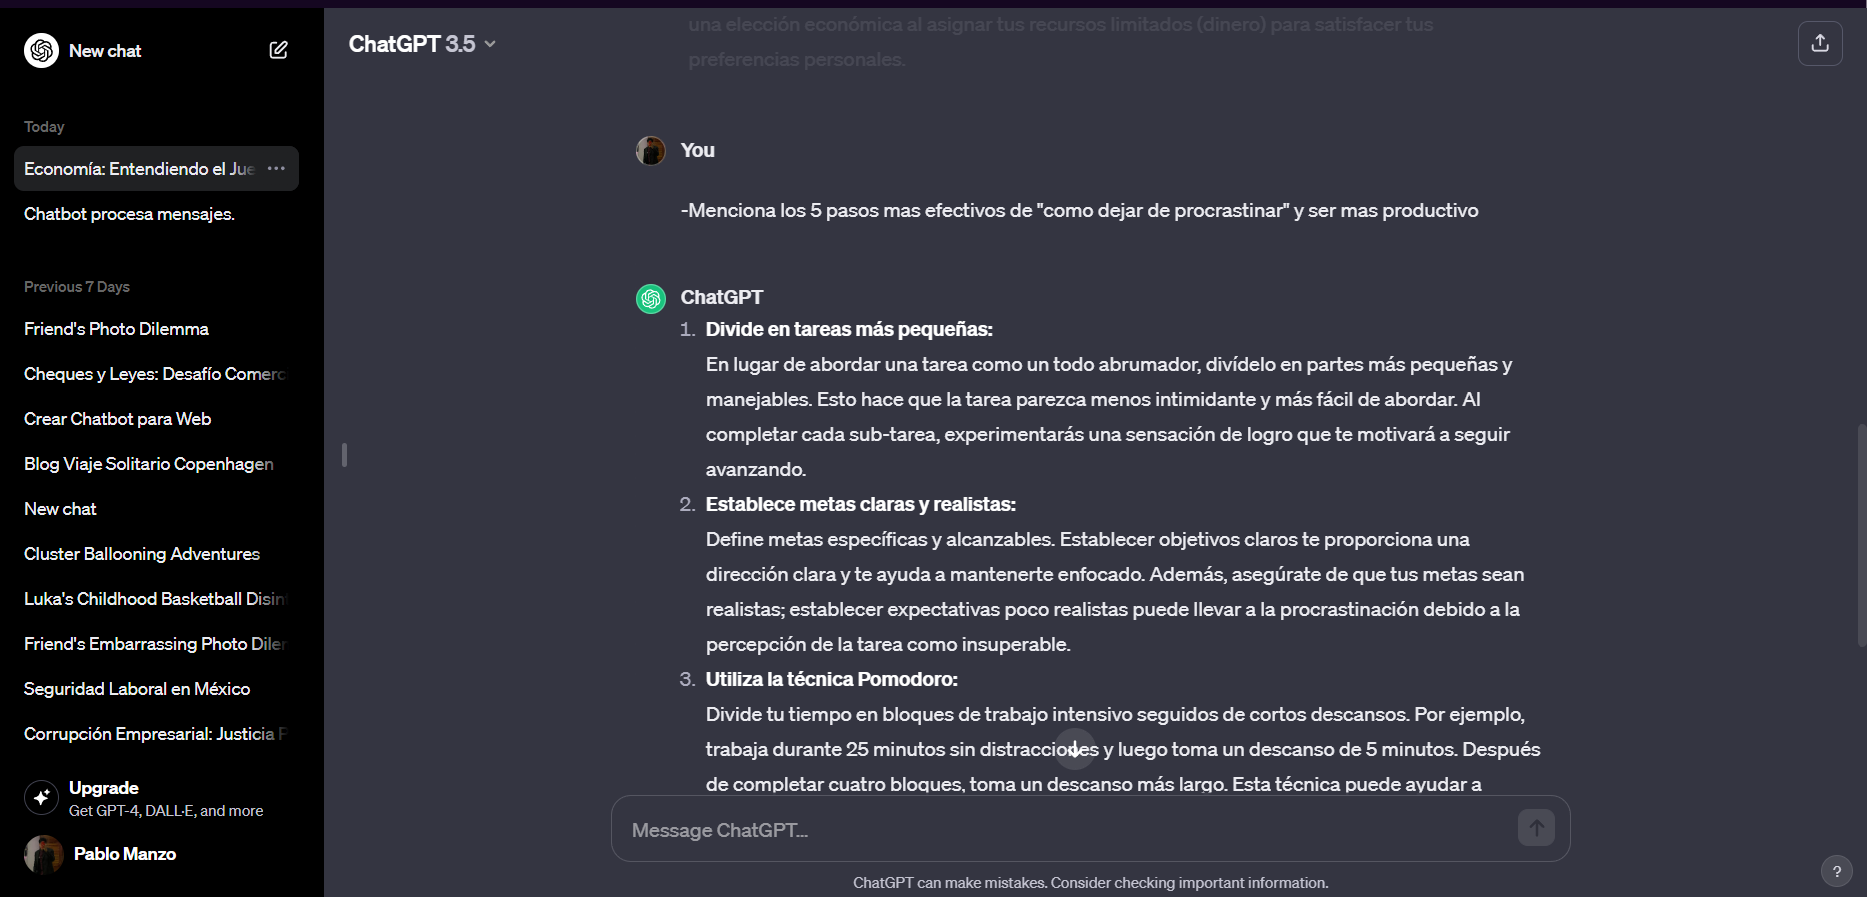 New chat
Today
Economía: Entendiendo el Jue
Chatbot procesa mensajes.
Previous 7 Days
Friend's Photo Dilemma
Cheques y Leyes: Desafío Comerc
Crear Chatbot para Web
Blog Viaje Solitario Copenhagen
New chat
Cluster Ballooning Adventures
Luka's Childhood Basketball Disin
Friend's Embarrassing Photo Dilem
Seguridad Laboral en México
Corrupción Empresarial: Justicia P
Upgrade
Get GPT-4, DALL·E, and more
Pablo Manzo
ChatGPT 3.5
una elección económica al asignar tus recursos limitados (dinero) para satisfacer tus
preferencias personales.
You
-Menciona los 5 pasos mas efectivos de "como dejar de procrastinar" y ser mas productivo
ChatGPT
1. Divide en tareas más pequeñas:
En lugar de abordar una tarea como un todo abrumador, divídelo en partes más pequeñas y
manejables. Esto hace que la tarea parezca menos intimidante y más fácil de abordar. Al
completar cada sub-tarea, experimentarás una sensación de logro que te motivará a seguir
avanzando.
2. Establece metas claras y realistas:
Define metas específicas y alcanzables. Establecer objetivos claros te proporciona una
dirección clara y te ayuda a mantenerte enfocado. Además, asegúrate de que tus metas sean
realistas; establecer expectativas poco realistas puede llevar a la procrastinación debido a la
percepción de la tarea como insuperable.
3. Utiliza la técnica Pomodoro:
Divide tu tiempo en bloques de trabajo intensivo seguidos de cortos descansos. Por ejemplo,
trabaja durante 25 minutos sin distracciones y luego toma un descanso de 5 minutos. Después
de completar cuatro bloques, toma un descanso más largo. Esta técnica puede ayudar a
Message ChatGPT...
ChatGPT can make mistakes. Consider checking important information.
?